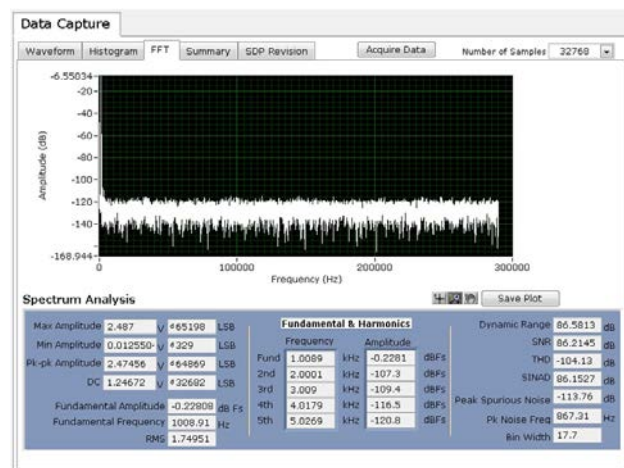 Data Capture
Waveform Histogram FFT Summary SDP Revision Acquire Data Number of Samples 32768
-6.55034
-20
-40
-60
-80
-100
-120
-140
-168.944
Amplitude (dB)
0 100000 200000 300000
Frequency (Hz)
Spectrum Analysis Save Plot
Max Amplitude 2.487 V 65198 LSB
Min Amplitude 0.012550 V 329 LSB
Pk-pk Amplitude 2.47456 V 64869 LSB
DC 1.24672 V 32682 LSB
Fundamental Amplitude -0.22808 dB Fs
Fundamental Frequency 1008.91 Hz
RMS 1.74951
Fundamental & Harmonics
Frequency Amplitude
Fund 1.0089 kHz -0.2281 dBFs
2nd 2.0001 kHz -107.3 dBFs
3rd 3.009 kHz -109.4 dBFs
4th 4.0179 kHz -116.5 dBFs
5th 5.0269 kHz -120.8 dBFs
Dynamic Range 86.5813 dB
SNR 86.2145 dB
THD -104.13 dB
SINAD 86.1527 dB
Peak Spurious Noise -113.76 dB
Pk Noise Freq 867.31 Hz
Bin Width 17.7